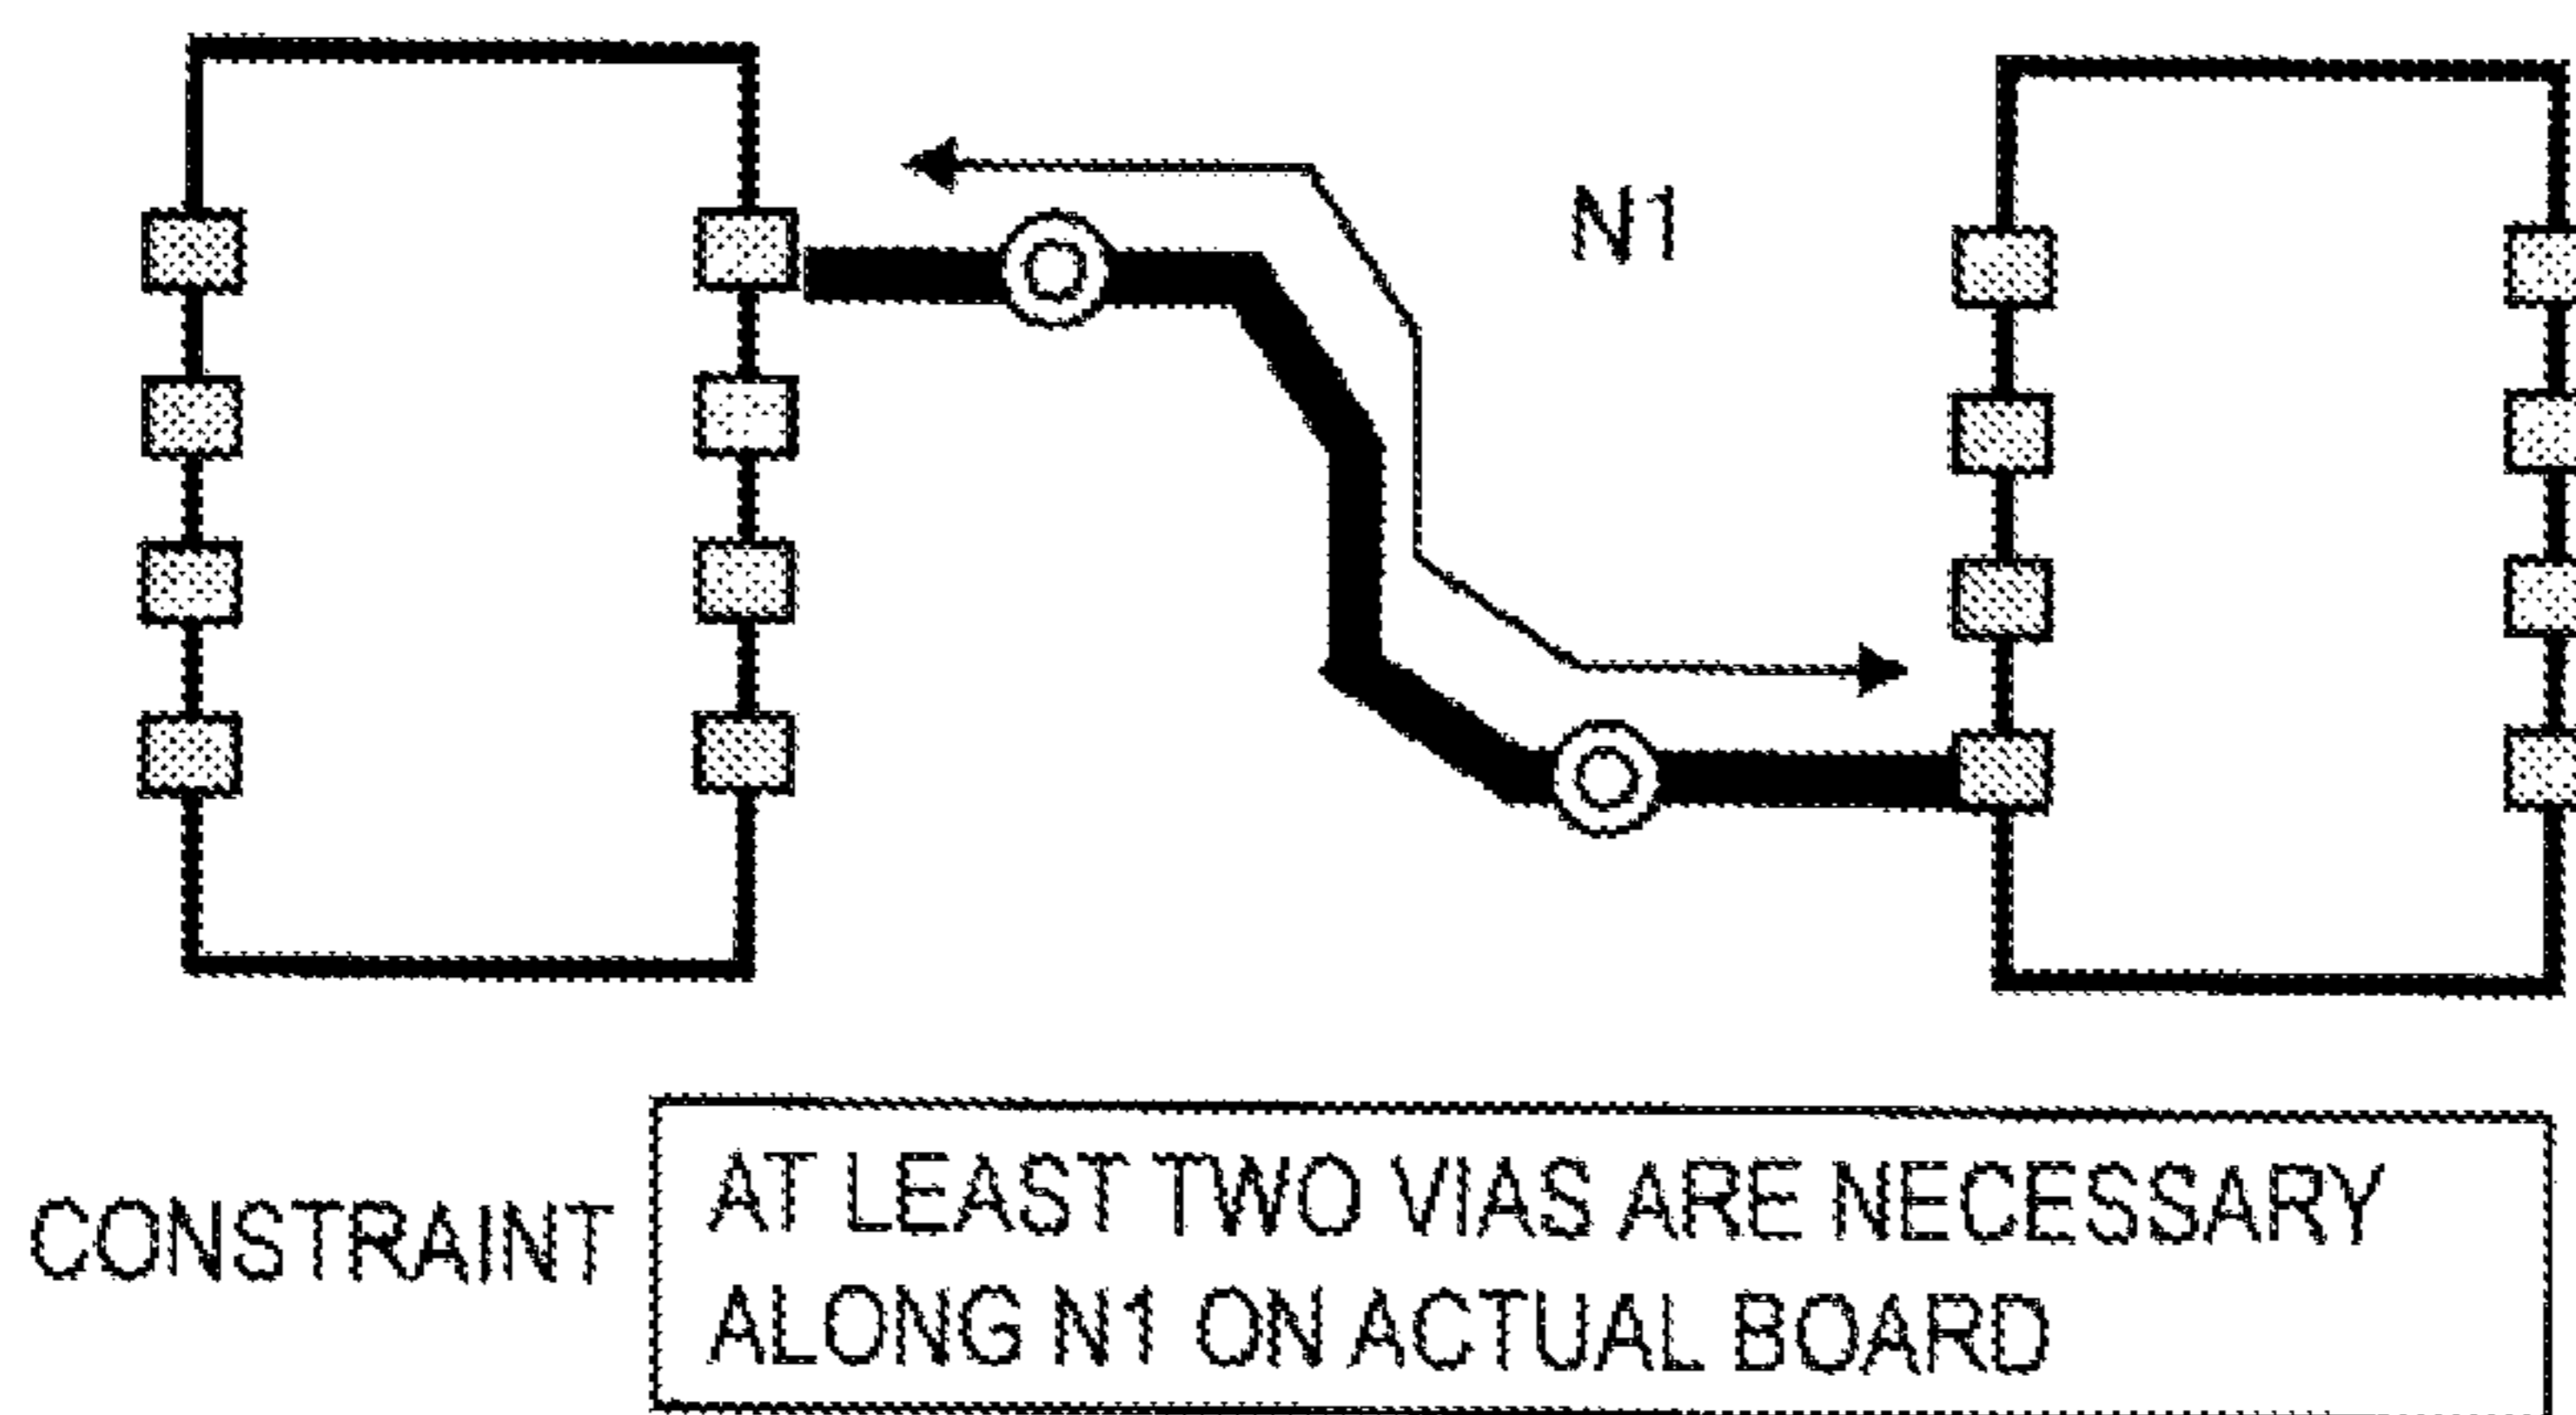 N1
CONSTRAINT
AT LEAST TWO VIAS ARE NECESSARY
ALONG N1 ON ACTUAL BOARD